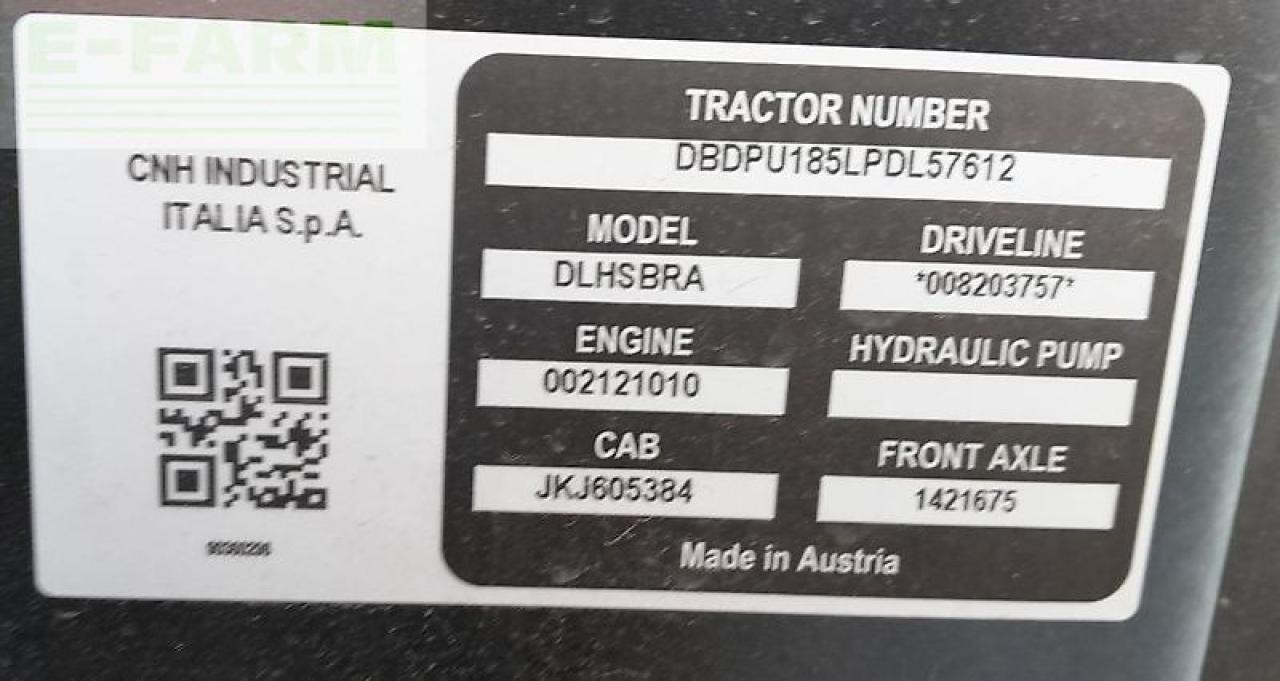 E-FARM
CNH INDUSTRIAL
ITALIA S.p.A.
TRACTOR NUMBER
DBDPU185LPDL57612
MODEL
DLHSBRA
DRIVELINE
*008203757*
ENGINE
002121010
HYDRAULIC PUMP
CAB
JKJ605384
FRONT AXLE
1421675
Made in Austria